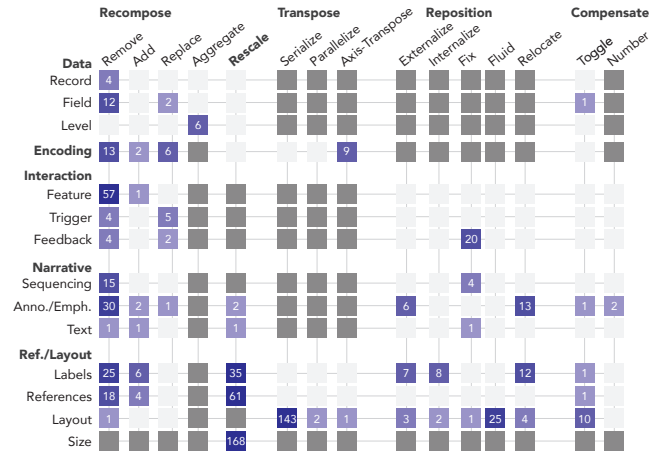 Recompose Transpose Reposition Compensate
Remove Add Replace Aggregate Rescale Serialize Parallelize Axis-Transpose Externalize Internalize Fix Fluid Relocate Toggle Number
Data
Record 4
Field 12 2 1
Level 6
Encoding 13 2 6 9
Interaction
Feature 57 1
Trigger 4 5
Feedback 4 2 20
Narrative
Sequencing 15 4
Anno./Emph. 30 2 1 2 6 13 1 2
Text 1 1 1 1
Ref./Layout
Labels 25 6 35 7 8 12 1
References 18 4 61 1
Layout 1 143 2 1 3 2 1 25 4 10
Size 168